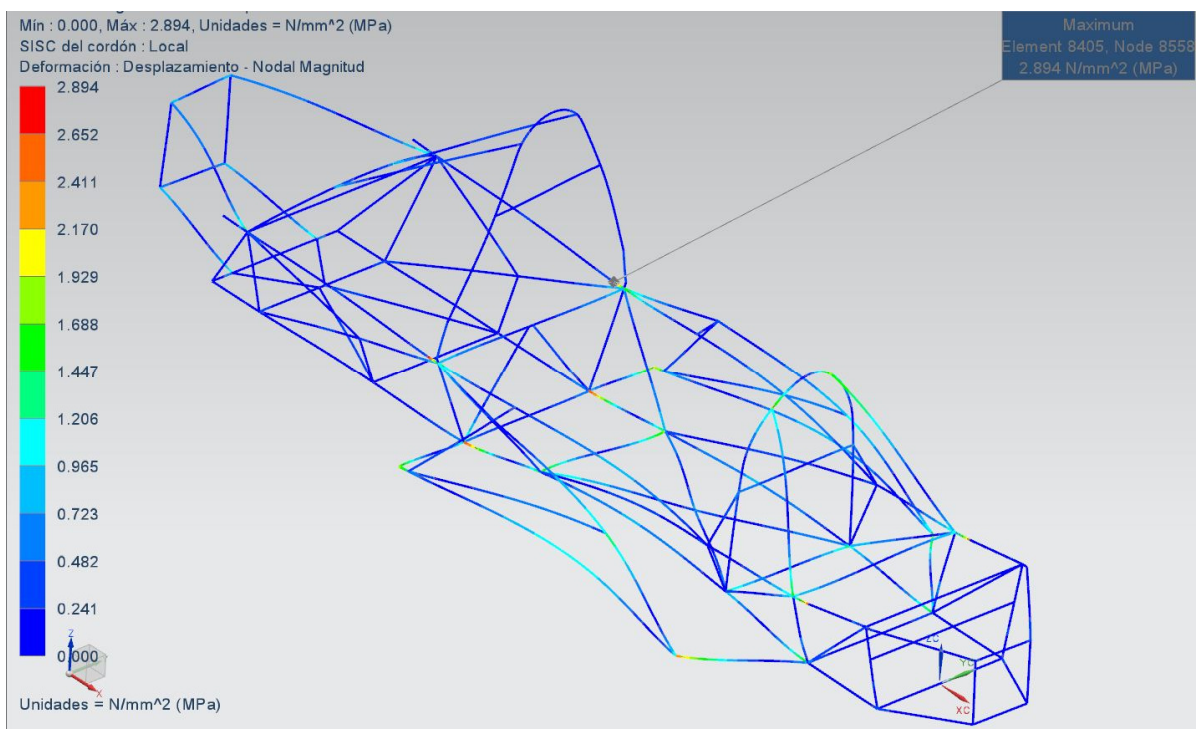 Mín : 0.000, Máx : 2.894, Unidades = N/mm^2 (MPa)
SISC del cordón : Local
Deformación : Desplazamiento - Nodal Magnitud
Maximum
Element 8405, Node 8558
2.894 N/mm^2 (MPa)
2.894
2.652
2.411
2.170
1.929
1.688
1.447
1.206
0.965
0.723
0.482
0.241
0.000
Z
X
ZC
YC
XC
Unidades = N/mm^2 (MPa)